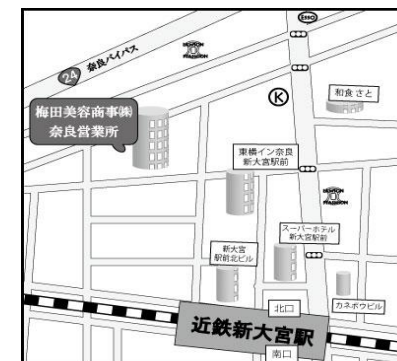 ESSO
24
奈良バイパス
K
和食さと
梅田美容商事㈱
奈良営業所
東横イン奈良
新大宮駅前
スーパーホテル
新大宮駅前
新大宮
駅前北ビル
カネボウビル
北口
近鉄新大宮駅
南口